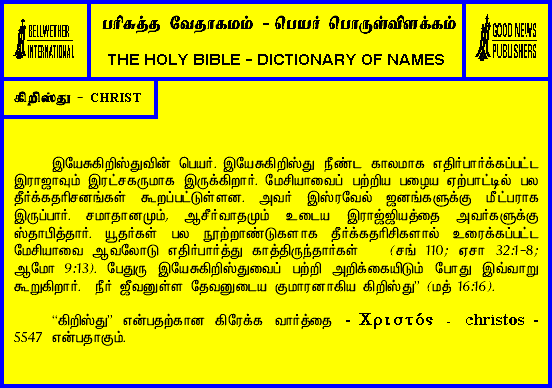 BELLWETHER
INTERNATIONAL
பரிசுத்த வேதாகமம் - பெயர் பொருள்விளக்கம்
THE HOLY BIBLE - DICTIONARY OF NAMES
GOOD NEWS
PUBLISHERS
கிறிஸ்து - CHRIST
இயேசுகிறிஸ்துவின் பெயர். இயேசுகிறிஸ்து நீண்ட காலமாக எதிர்பார்க்கப்பட்ட
இராஜாவும் இரட்சகருமாக இருக்கிறார். மேசியாவைப் பற்றிய பழைய ஏற்பாட்டில் பல
தீர்க்கதரிசனங்கள் கூறப்பட்டுள்ளன. அவர் இஸ்ரவேல் ஜனங்களுக்கு மீட்பராக
இருப்பார். சமாதானமும், ஆசீர்வாதமும் உடைய இராஜ்ஜியத்தை அவர்களுக்கு
ஸ்தாபித்தார். யூதர்கள் பல நூற்றாண்டுகளாக தீர்க்கதரிசிகளால் உரைக்கப்பட்ட
மேசியாவை ஆவலோடு எதிர்பார்த்து காத்திருந்தார்கள் (சங் 110; ஏசா 32:1-8;
ஆமோ 9:13). பேதுரு இயேசுகிறிஸ்துவைப் பற்றி அறிக்கையிடும் போது இவ்வாறு
கூறுகிறார். நீர் ஜீவனுள்ள தேவனுடைய குமாரனாகிய கிறிஸ்து" (மத் 16:16).
"கிறிஸ்து" என்பதற்கான கிரேக்க வார்த்தை - Χριστός - christos -
5547 என்பதாகும்.